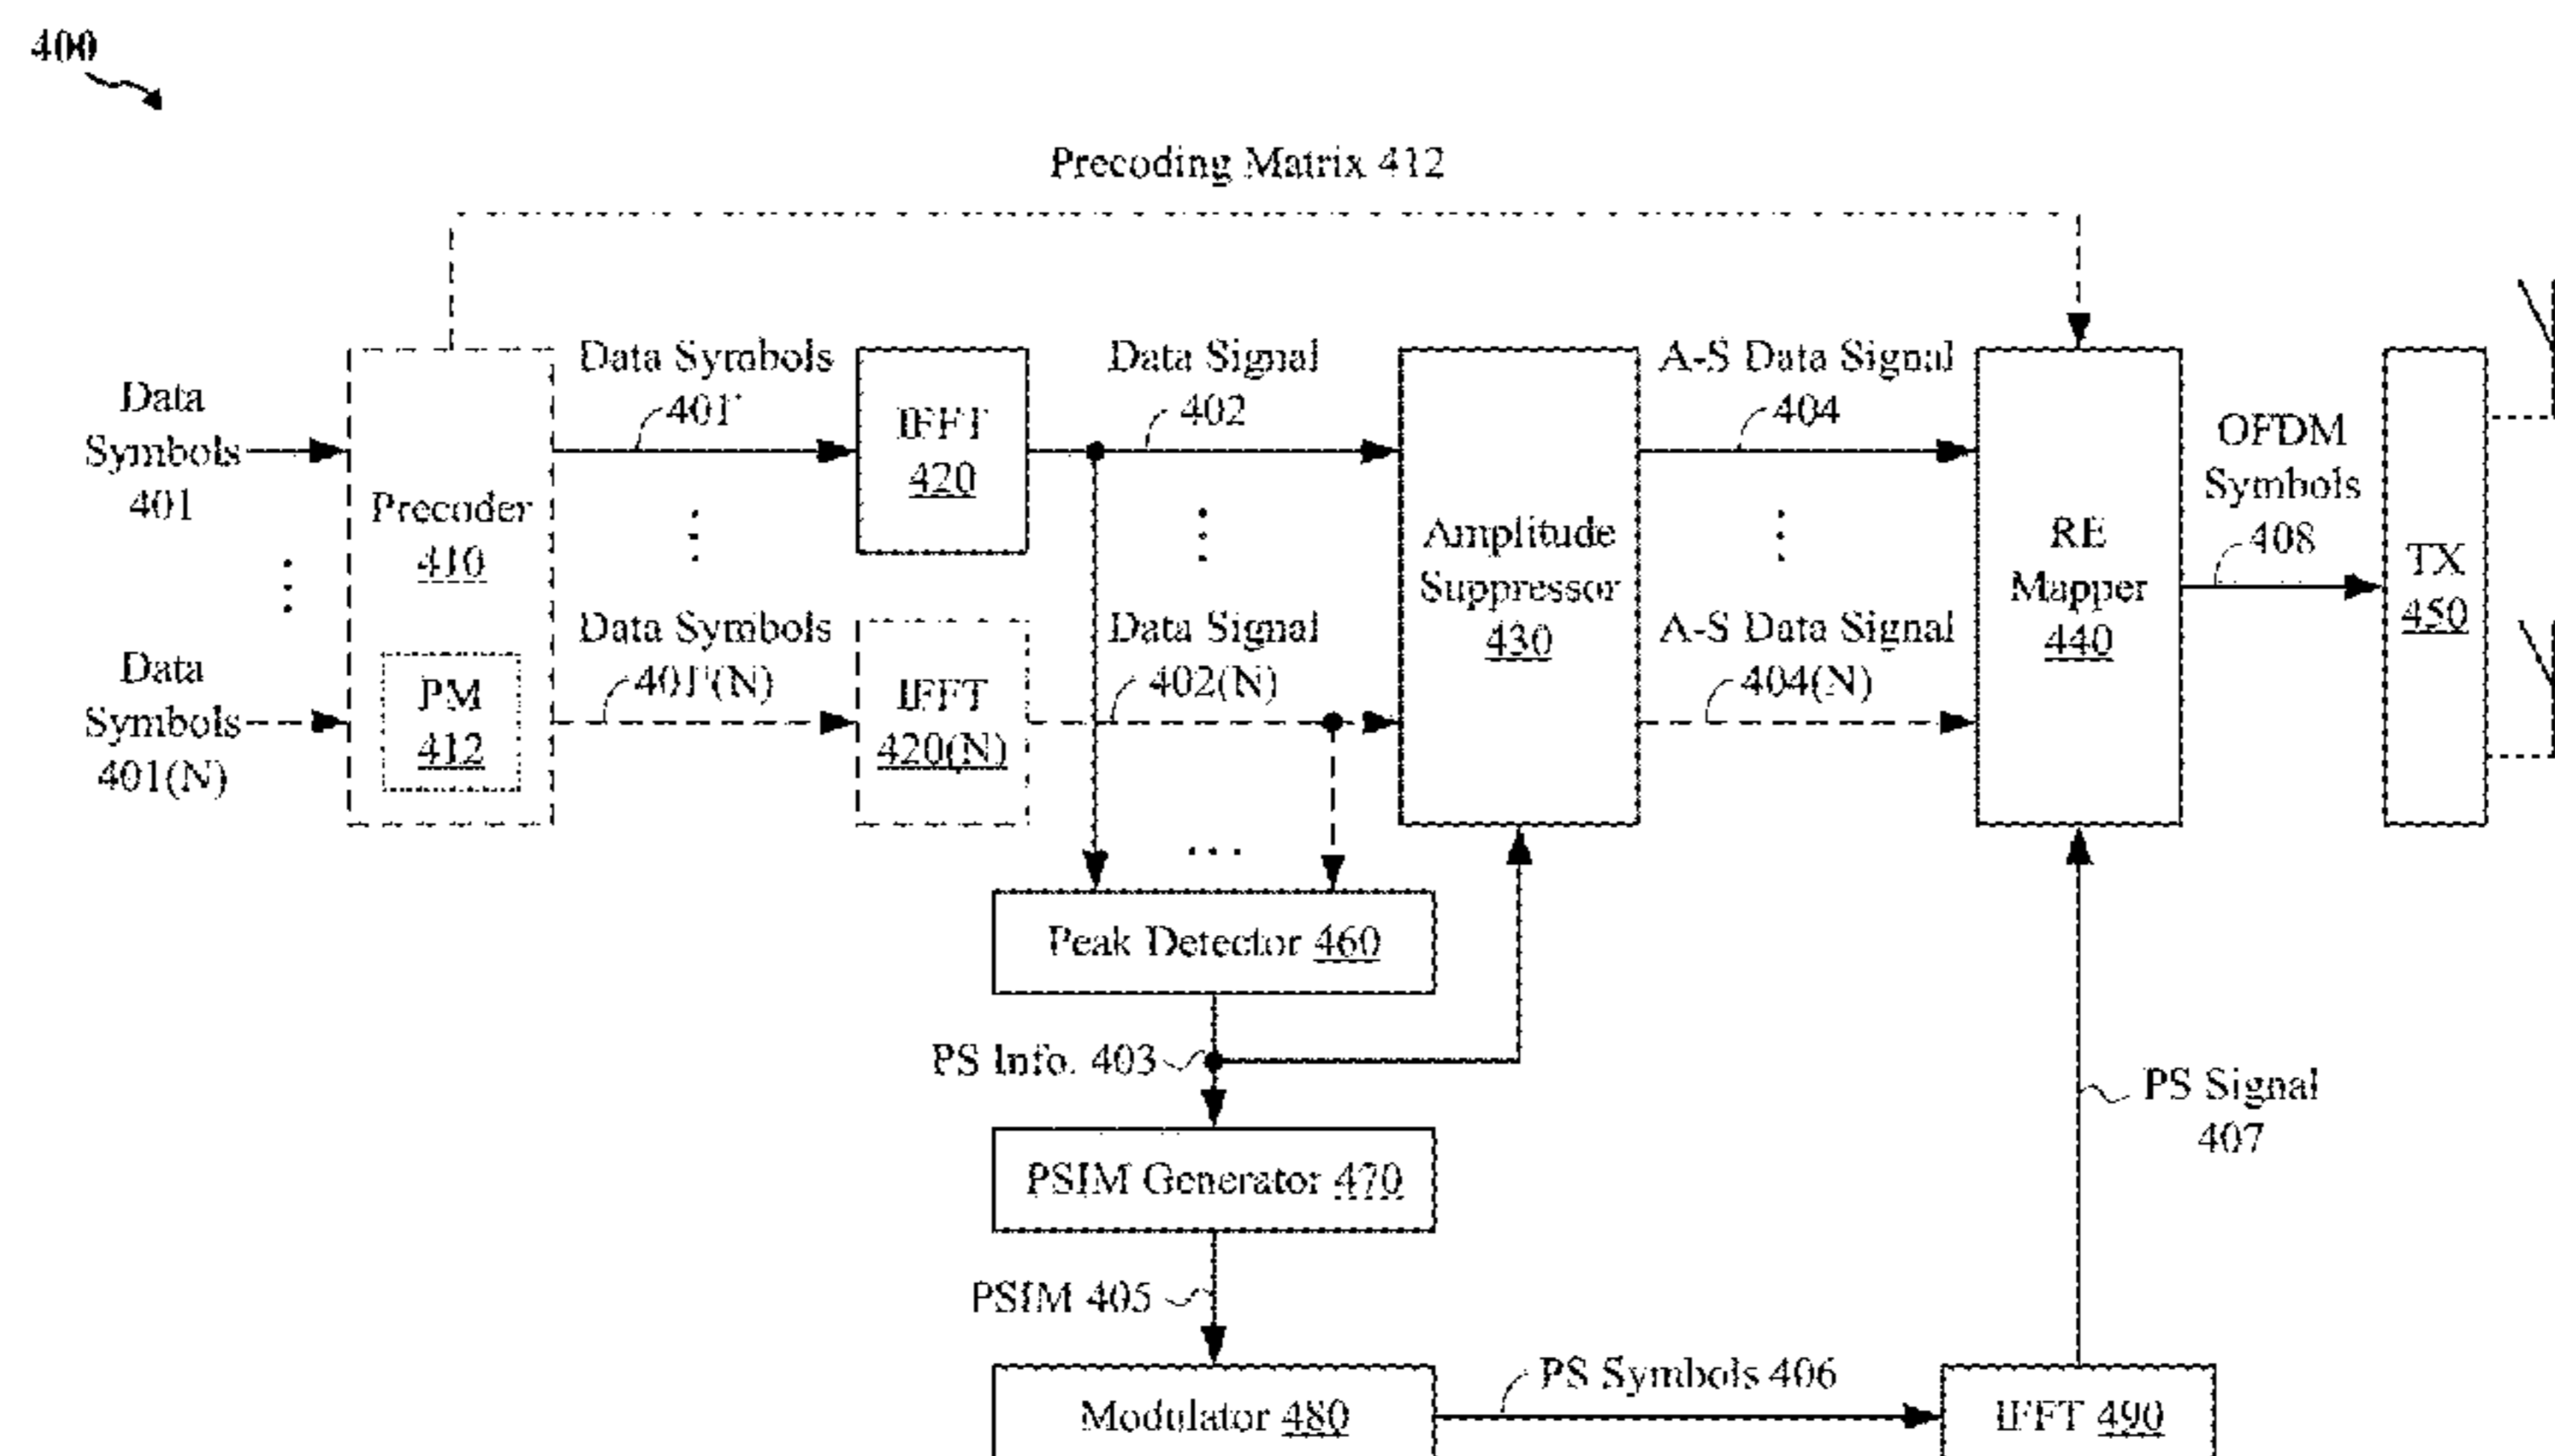 400
Precoding Matrix 412
Data
Symbols
401
Data
Symbols
401(N)
Precoder
410
PM
412
Data Symbols
401'
Data Symbols
401'(N)
IFFT
420
IFFT
420(N)
Data Signal
402
Data Signal
402(N)
Amplitude
Suppressor
430
A-S Data Signal
404
A-S Data Signal
404(N)
RE
Mapper
440
OFDM
Symbols
408
TX
450
Peak Detector 460
PS Info. 403
PSIM Generator 470
PSIM 405
Modulator 480
PS Symbols 406
IFFT 490
PS Signal
407